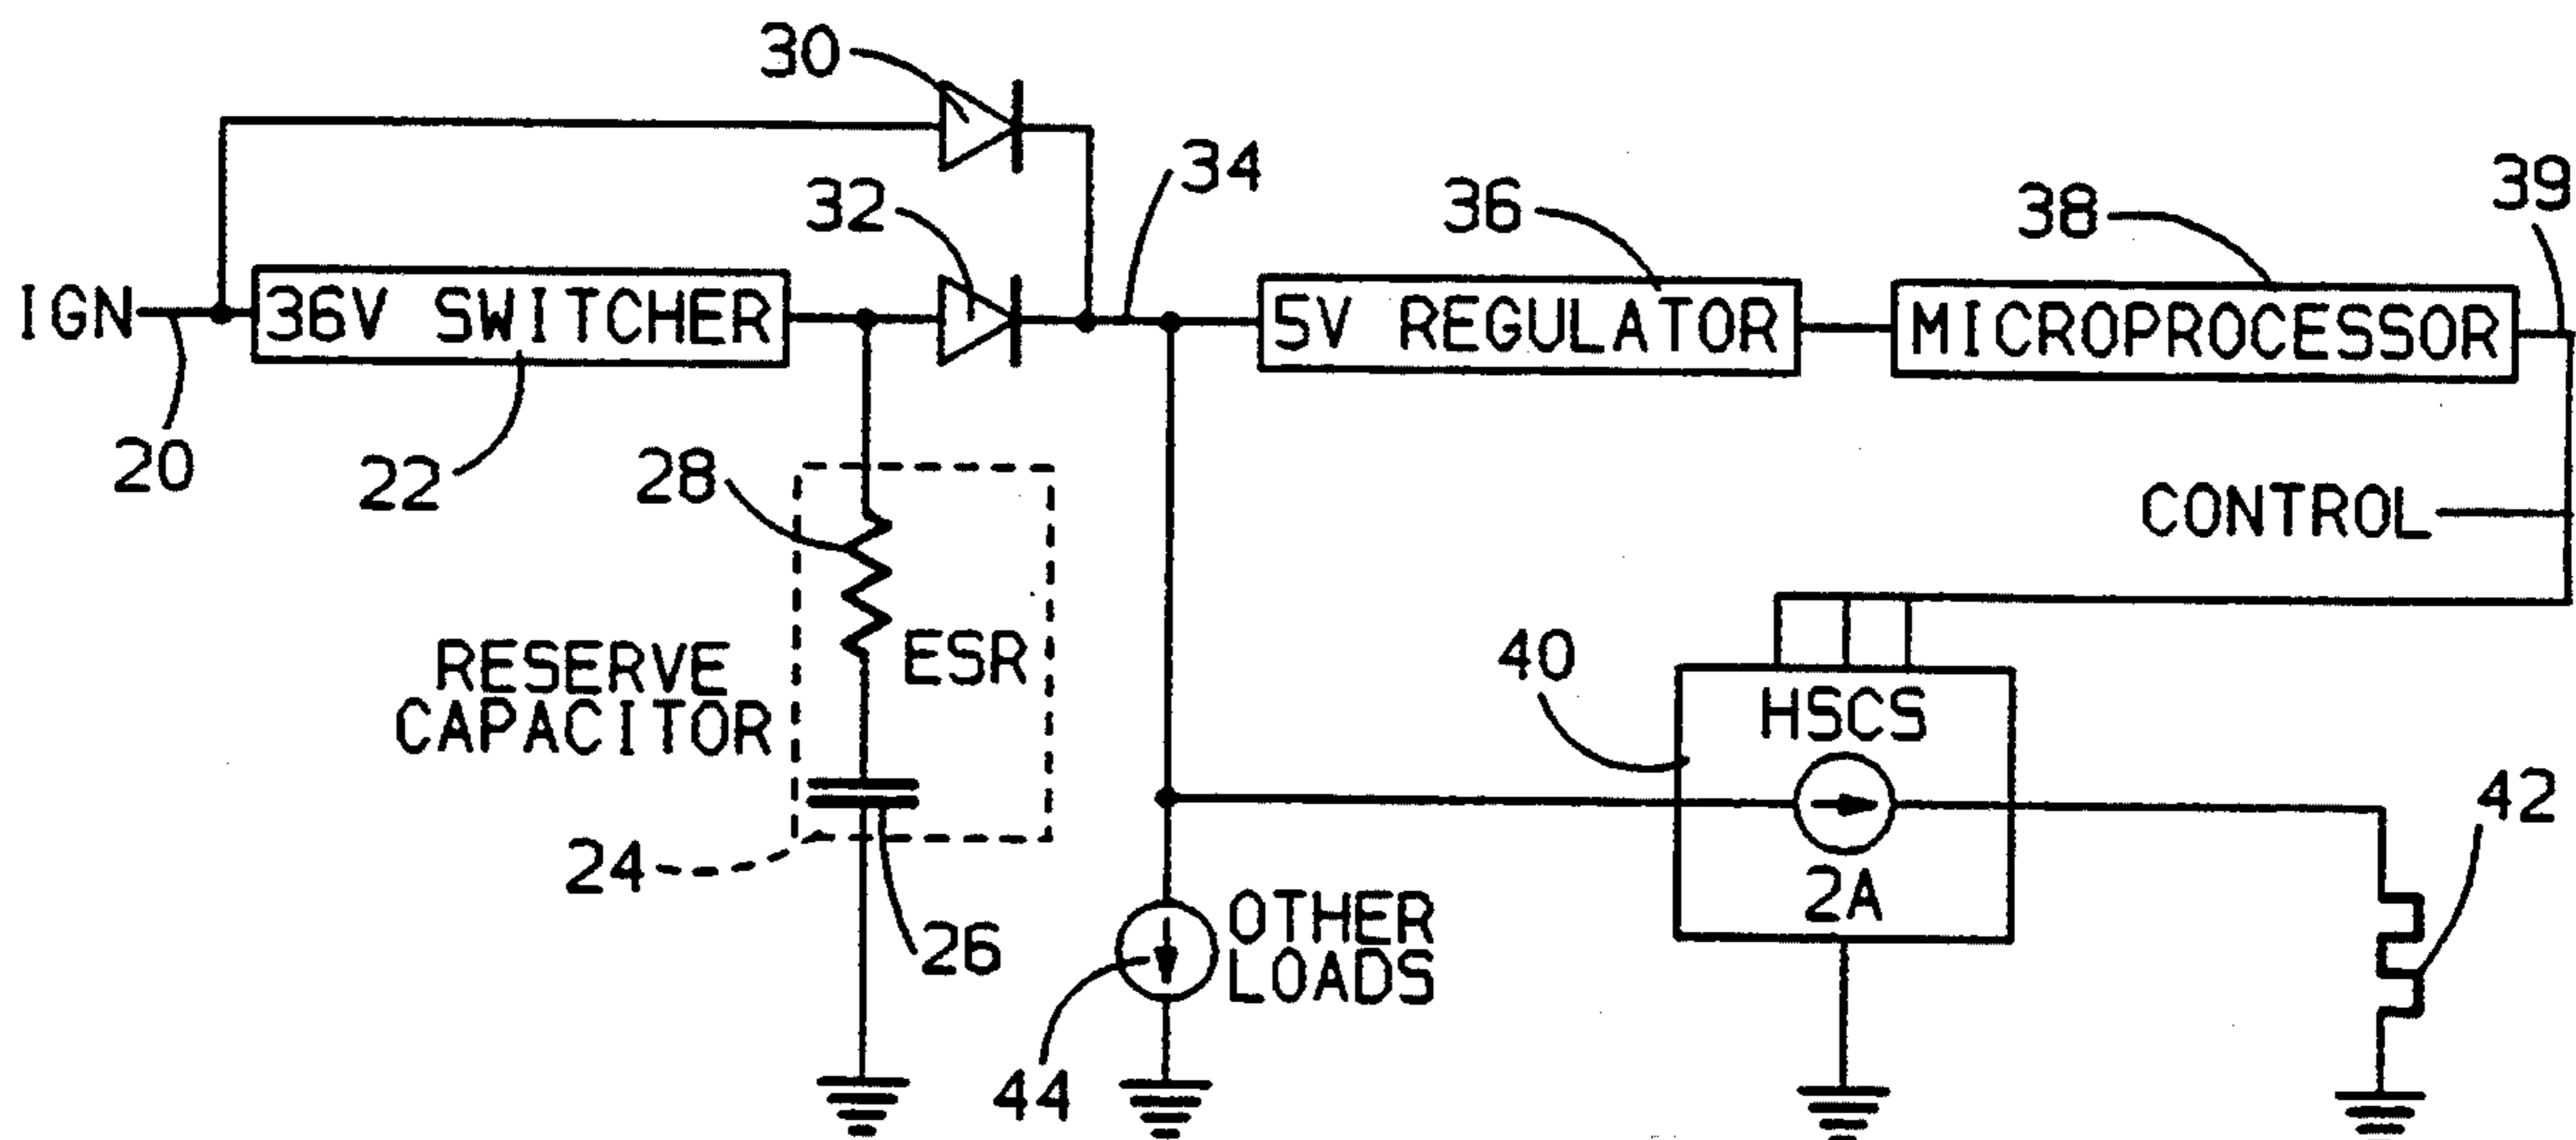 30
34
32
36
38
39
IGN
36V SWITCHER
5V REGULATOR
MICROPROCESSOR
20
22
28
CONTROL
RESERVE
CAPACITOR
ESR
40
HSCS
2A
42
24
26
OTHER
LOADS
44